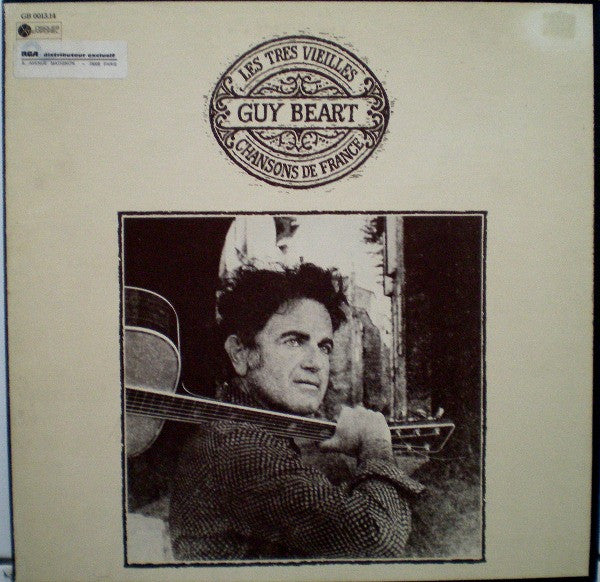 GB 0013.14
RCA distributeur exclusif
LES TRES VIEILLES
GUY BEART
CHANSONS DE FRANCE